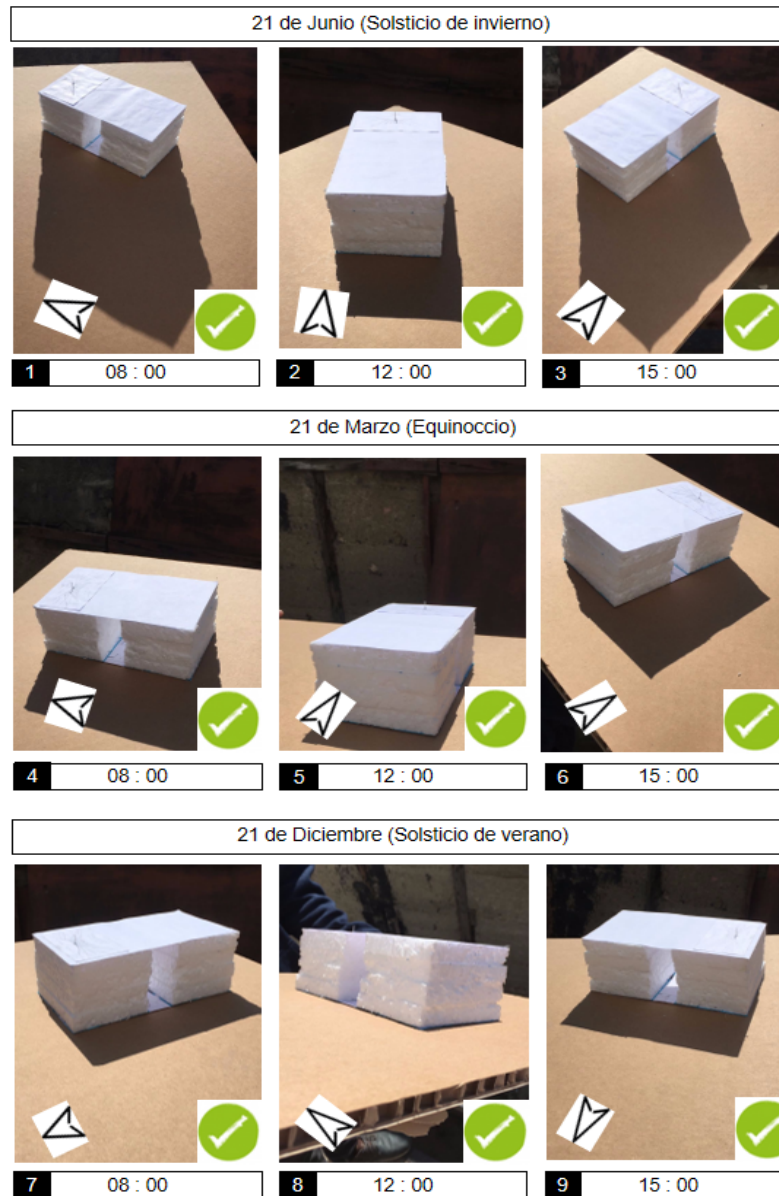 21 de Junio (Solsticio de invierno)
1 08 : 00
2 12 : 00
3 15 : 00
21 de Marzo (Equinoccio)
4 08 : 00
5 12 : 00
6 15 : 00
21 de Diciembre (Solsticio de verano)
7 08 : 00
8 12 : 00
9 15 : 00